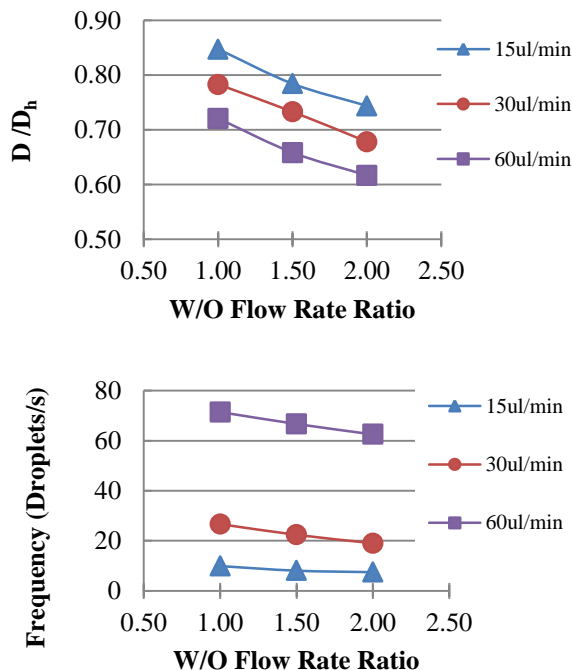 0.90
0.80
0.70
0.60
0.50
D /Dh
0.50 1.00 1.50 2.00 2.50
W/O Flow Rate Ratio
15ul/min
30ul/min
60ul/min
80
60
40
20
0
Frequency (Droplets/s)
0.50 1.00 1.50 2.00 2.50
W/O Flow Rate Ratio
15ul/min
30ul/min
60ul/min